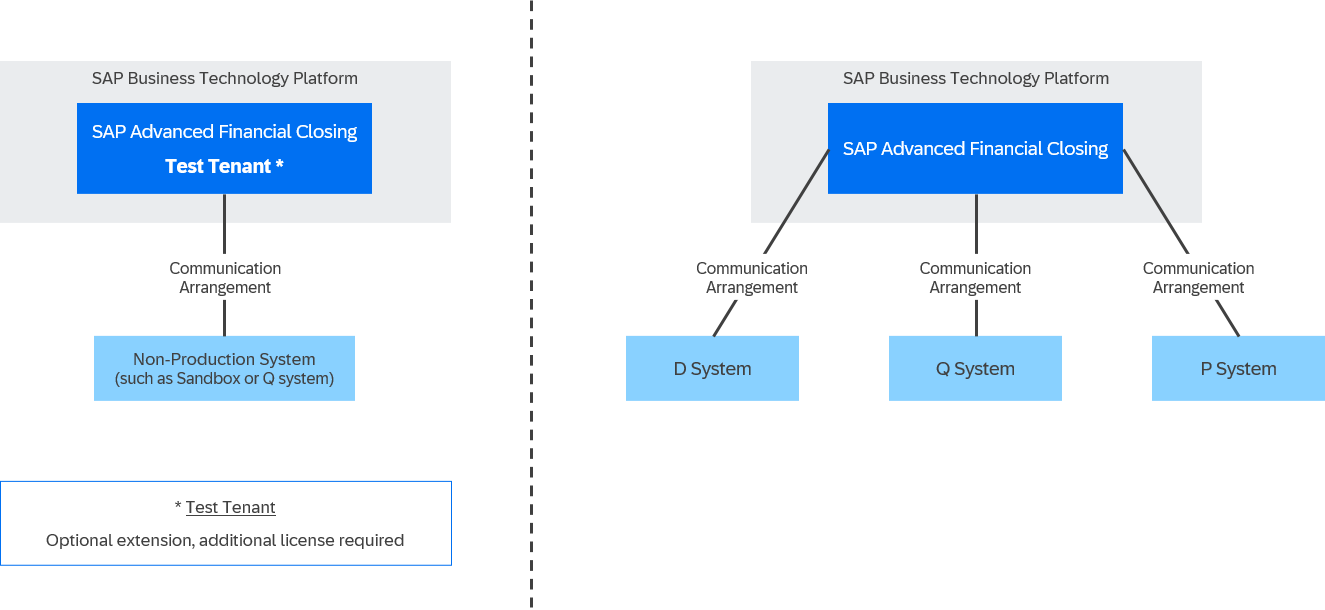 SAP Business Technology Platform
SAP Advanced Financial Closing
Test Tenant *
Communication
Arrangement
Non-Production System
(such as Sandbox or Q system)
* Test Tenant
Optional extension, additional license required
SAP Business Technology Platform
SAP Advanced Financial Closing
Communication
Arrangement
Communication
Arrangement
Communication
Arrangement
D System
Q System
P System